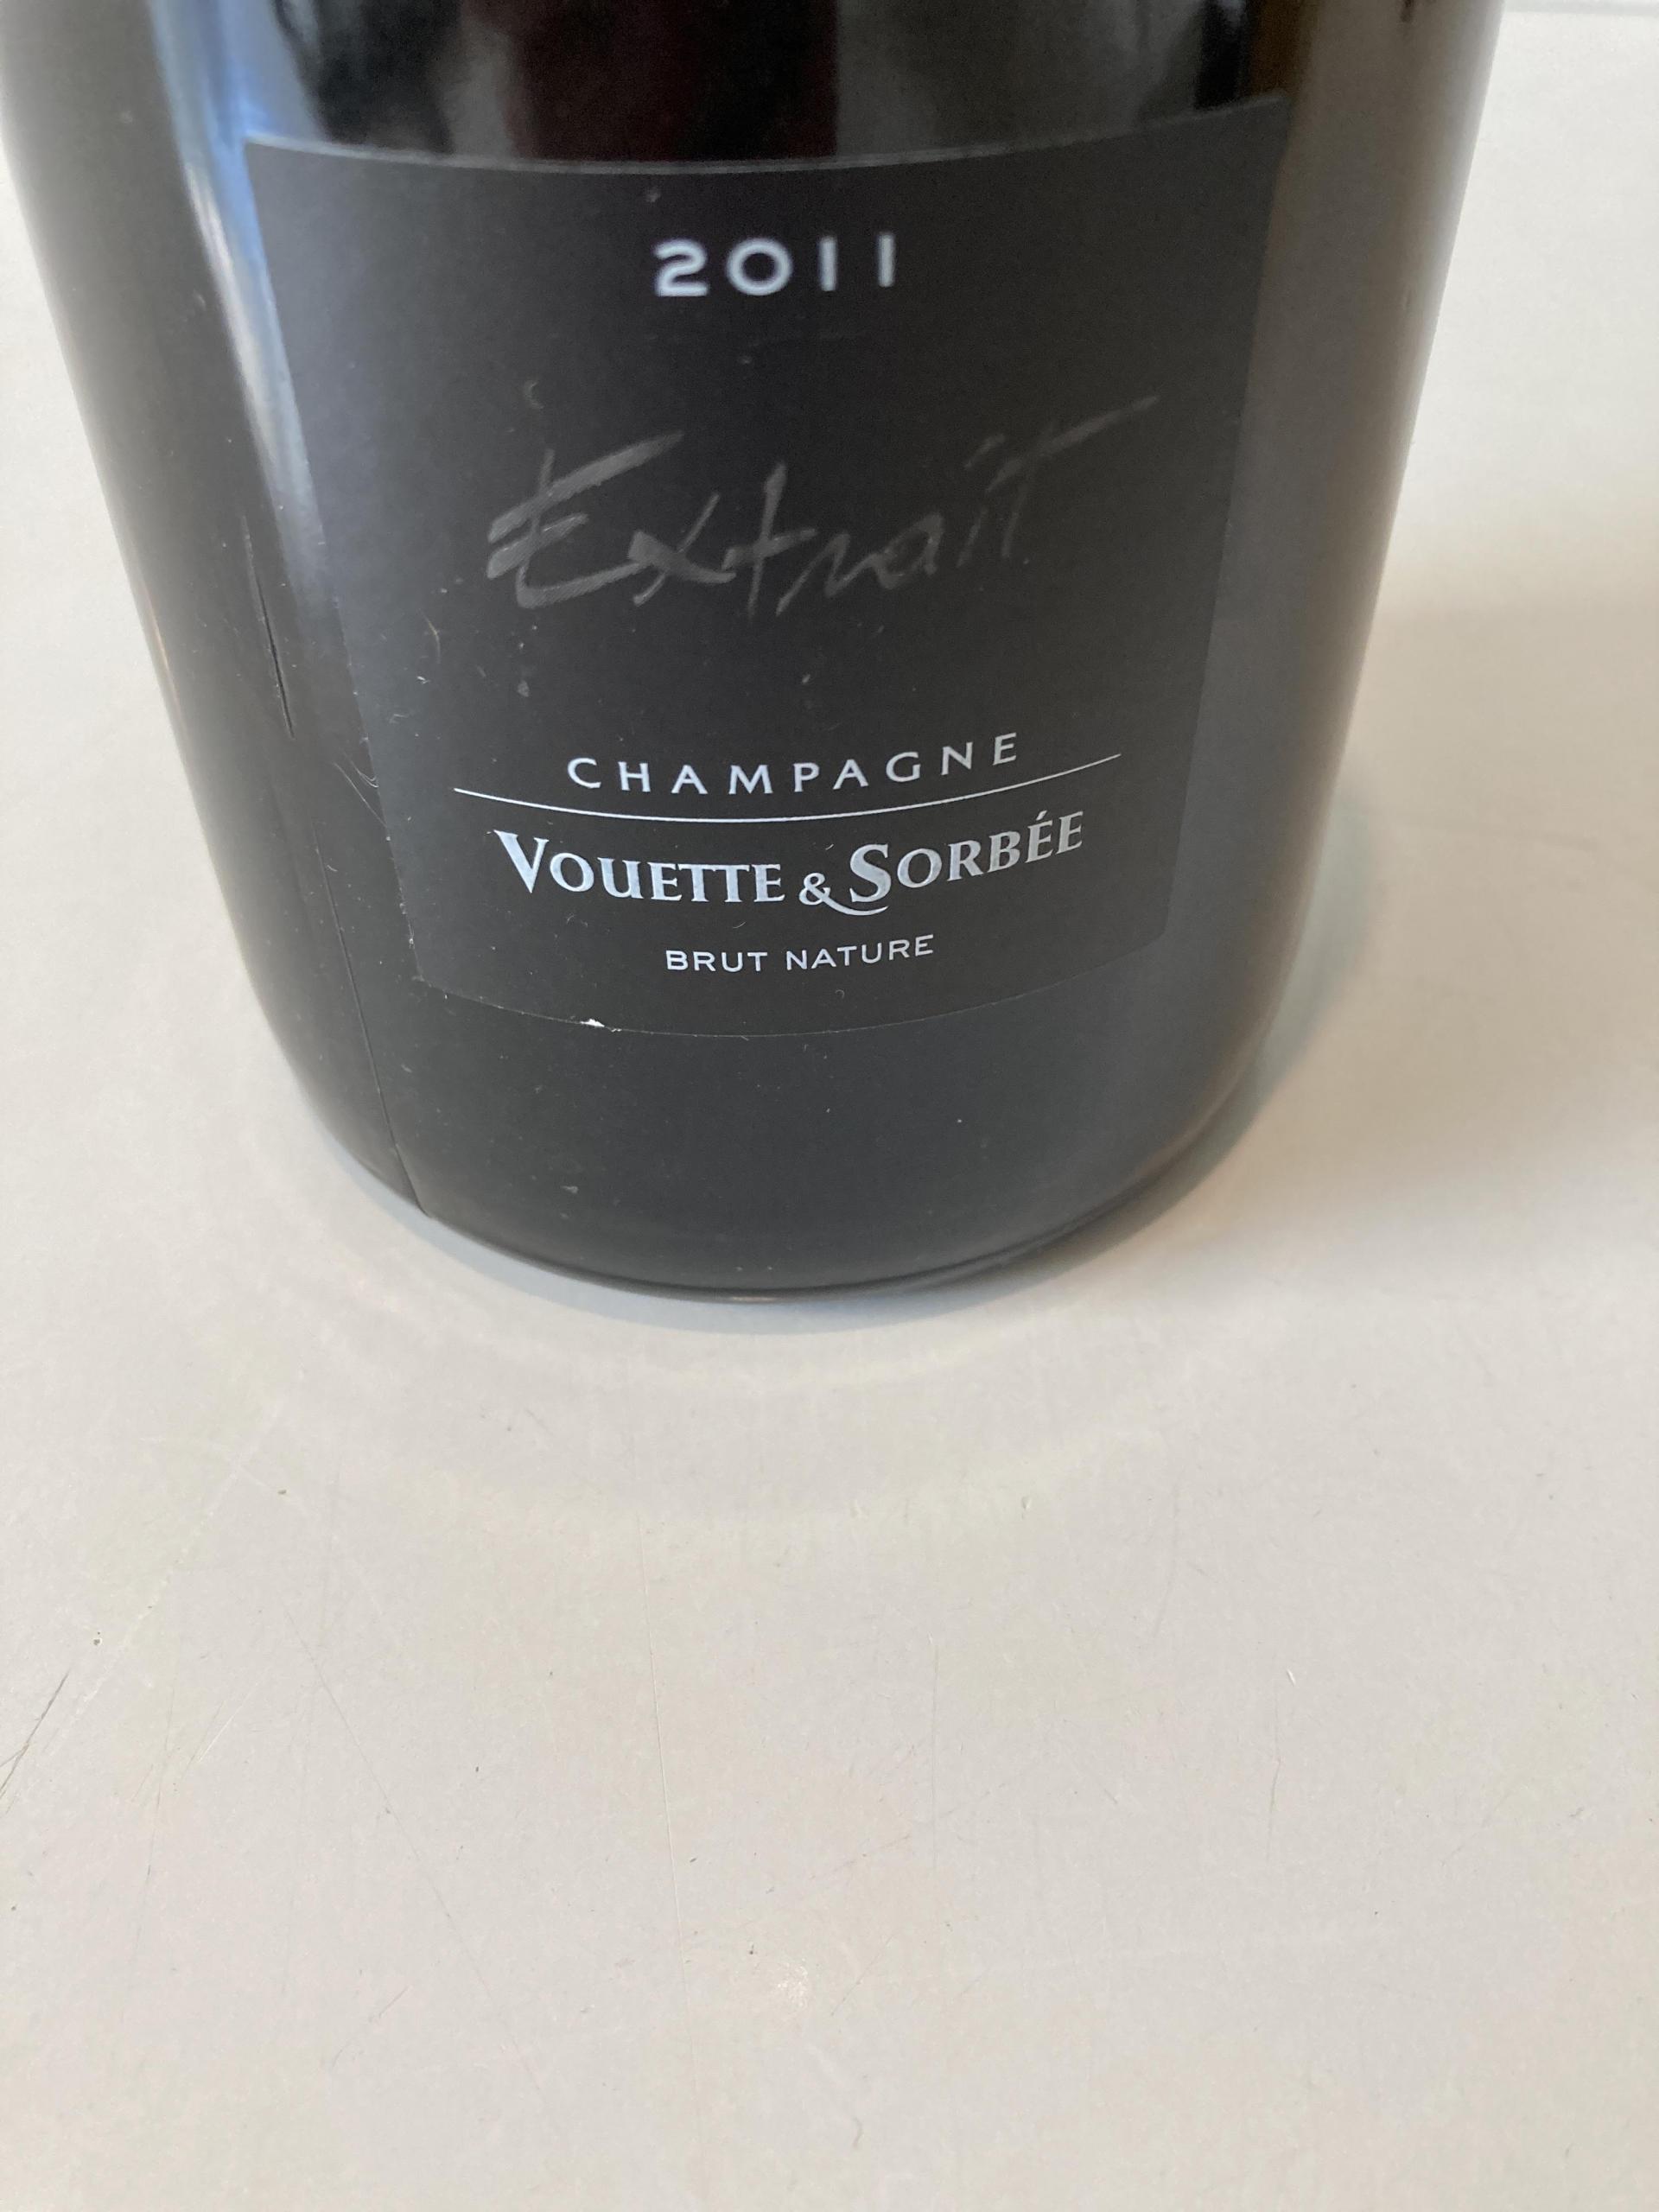 2011
Extrait
CHAMPAGNE
VOUETTE & SORBÉE
BRUT NATURE